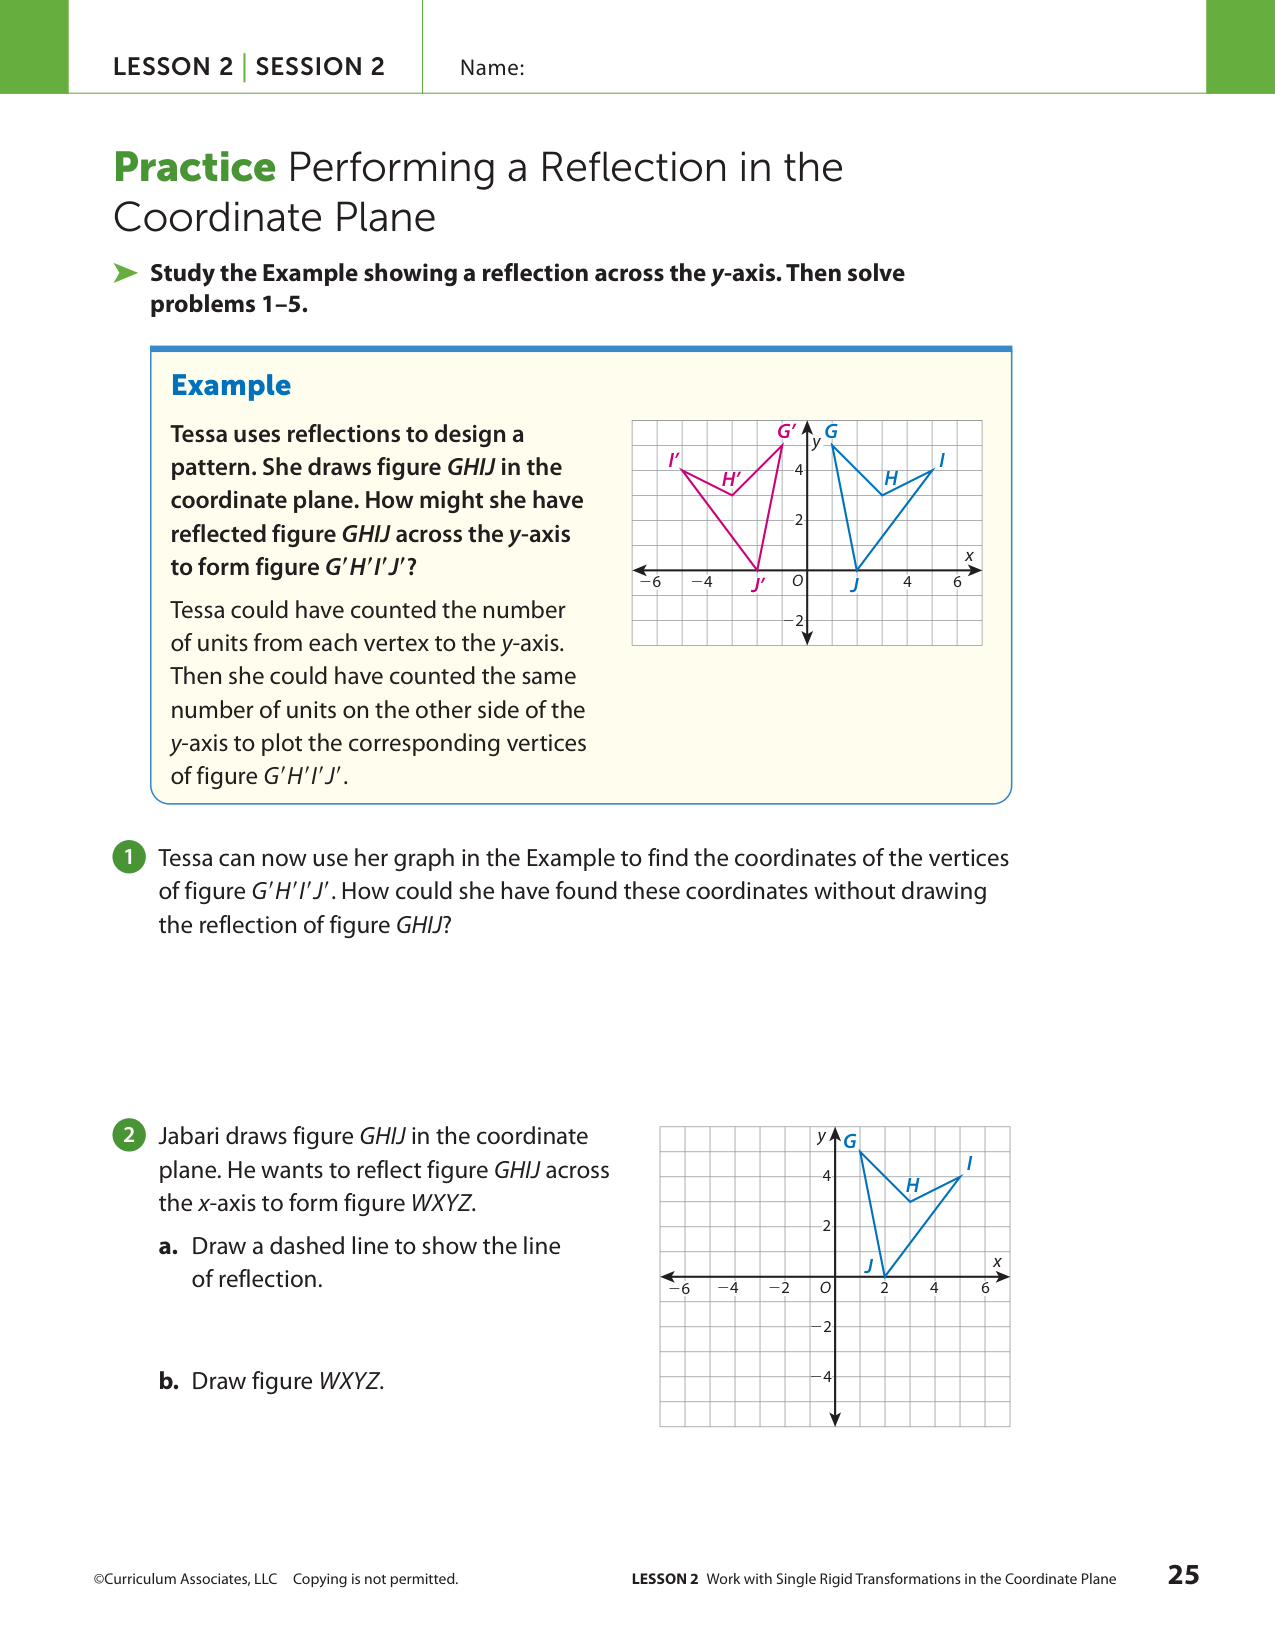 LESSON 2 | SESSION 2
Name:
Practice Performing a Reflection in the
Coordinate Plane
Study the Example showing a reflection across the y-axis. Then solve
problems 1–5.
Example
Tessa uses reflections to design a
pattern. She draws figure GHIJ in the
coordinate plane. How might she have
reflected figure GHIJ across the y-axis
to form figure G′H′I′J′?
Tessa could have counted the number
of units from each vertex to the y-axis.
Then she could have counted the same
number of units on the other side of the
y-axis to plot the corresponding vertices
of figure G′H′I′J′.
G′ y G
I′ H′ 4 H I
2
x
−6 −4 J′ O J 4 6
−2
1 Tessa can now use her graph in the Example to find the coordinates of the vertices
of figure G′H′I′J′. How could she have found these coordinates without drawing
the reflection of figure GHIJ?
2 Jabari draws figure GHIJ in the coordinate
plane. He wants to reflect figure GHIJ across
the x-axis to form figure WXYZ.
a. Draw a dashed line to show the line
of reflection.
b. Draw figure WXYZ.
y G
4 H I
2
J x
−6 −4 −2 O 2 4 6
−2
−4
©Curriculum Associates, LLC Copying is not permitted.
LESSON 2 Work with Single Rigid Transformations in the Coordinate Plane
25